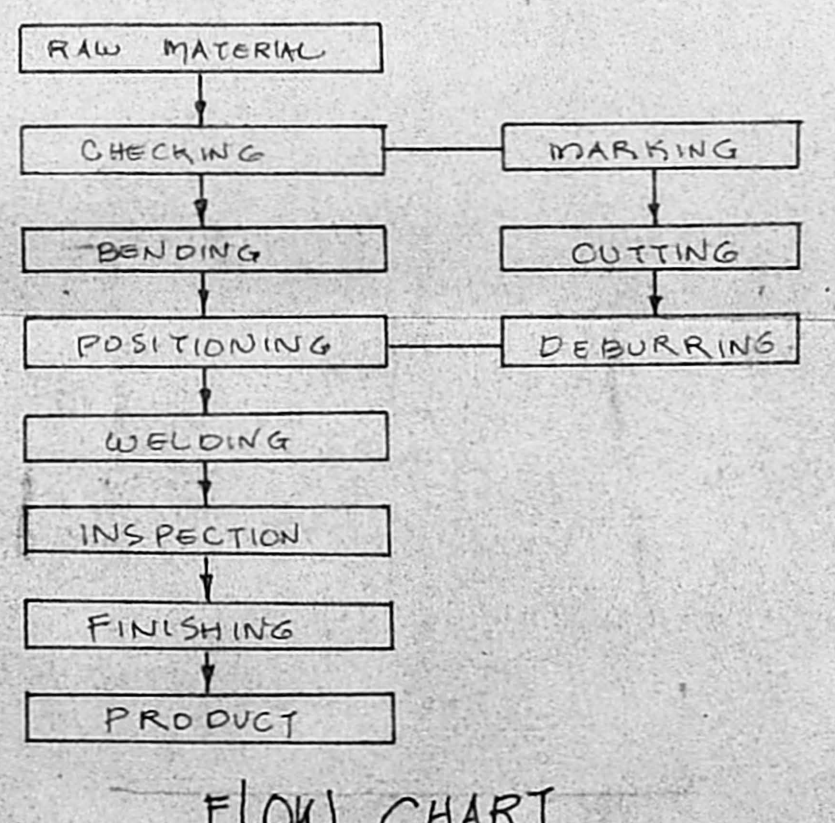 RAW MATERIAL
CHECKING
MARKING
BENDING
CUTTING
POSITIONING
DEBURRING
WELDING
INSPECTION
FINISHING
PRODUCT
FLOW CHART